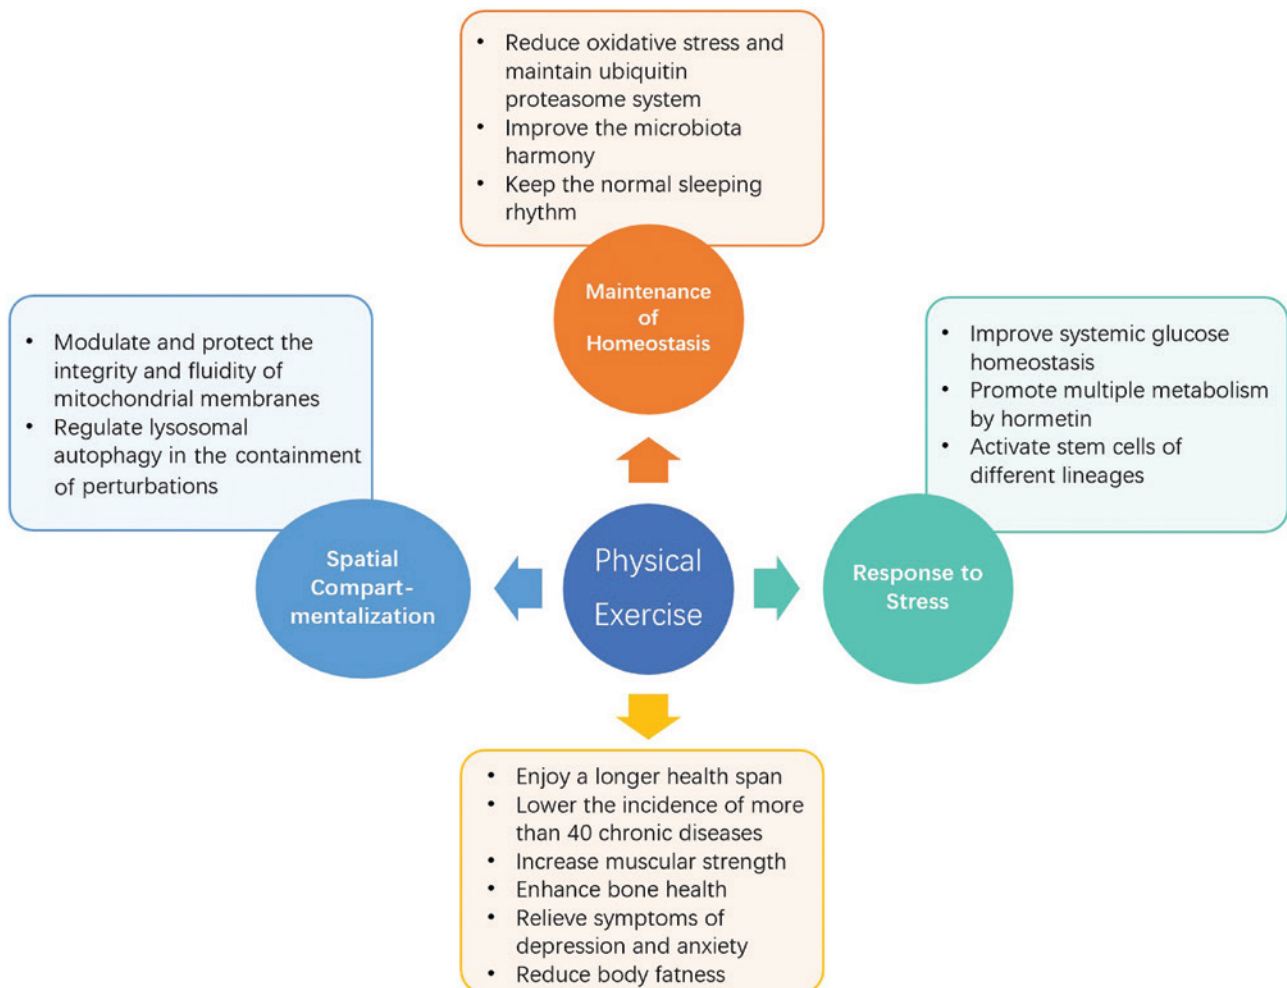 • Reduce oxidative stress and
maintain ubiquitin
proteasome system
• Improve the microbiota
harmony
• Keep the normal sleeping
rhythm
Maintenance
of
Homeostasis
• Modulate and protect the
integrity and fluidity of
mitochondrial membranes
• Regulate lysosomal
autophagy in the containment
of perturbations
Spatial
Compart-
mentalization
Physical
Exercise
• Improve systemic glucose
homeostasis
• Promote multiple metabolism
by hormetin
• Activate stem cells of
different lineages
Response to
Stress
• Enjoy a longer health span
• Lower the incidence of more
than 40 chronic diseases
• Increase muscular strength
• Enhance bone health
• Relieve symptoms of
depression and anxiety
• Reduce body fatness